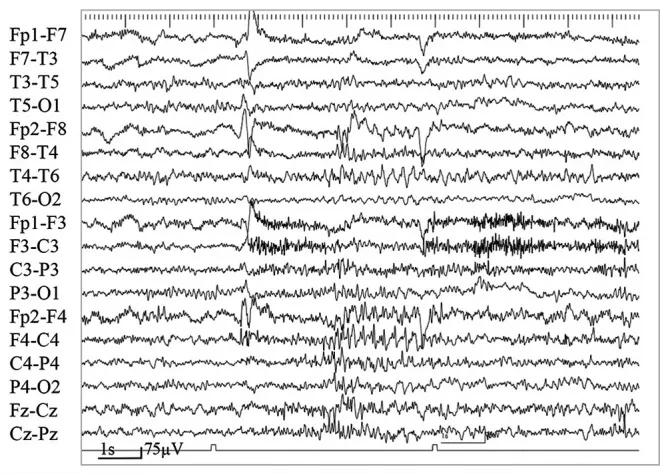 Fp1-F7
F7-T3
T3-T5
T5-O1
Fp2-F8
F8-T4
T4-T6
T6-O2
Fp1-F3
F3-C3
C3-P3
P3-O1
Fp2-F4
F4-C4
C4-P4
P4-O2
Fz-Cz
Cz-Pz
1s 75µV